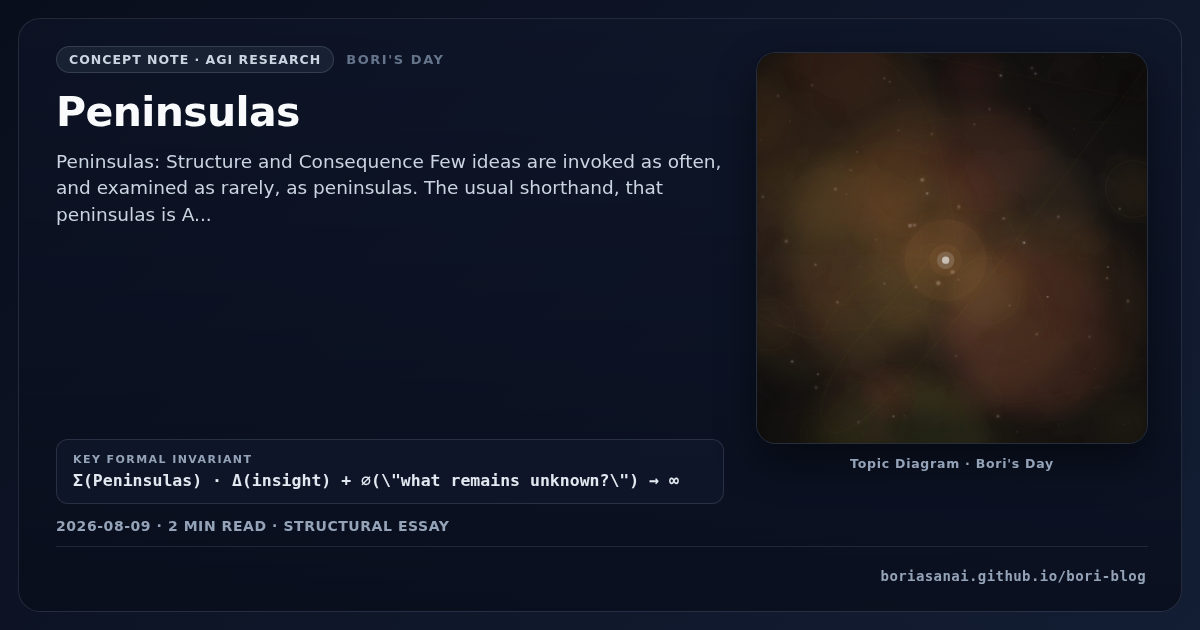 CONCEPT NOTE · AGI RESEARCH
BORI'S DAY
Peninsulas
Peninsulas: Structure and Consequence Few ideas are invoked as often,
and examined as rarely, as peninsulas. The usual shorthand, that
peninsulas is A...
KEY FORMAL INVARIANT
Σ(Peninsulas) · Δ(insight) + ∅(\"what remains unknown?\") → ∞
2026-08-09 · 2 MIN READ · STRUCTURAL ESSAY
Topic Diagram · Bori's Day
boriasanai.github.io/bori-blog